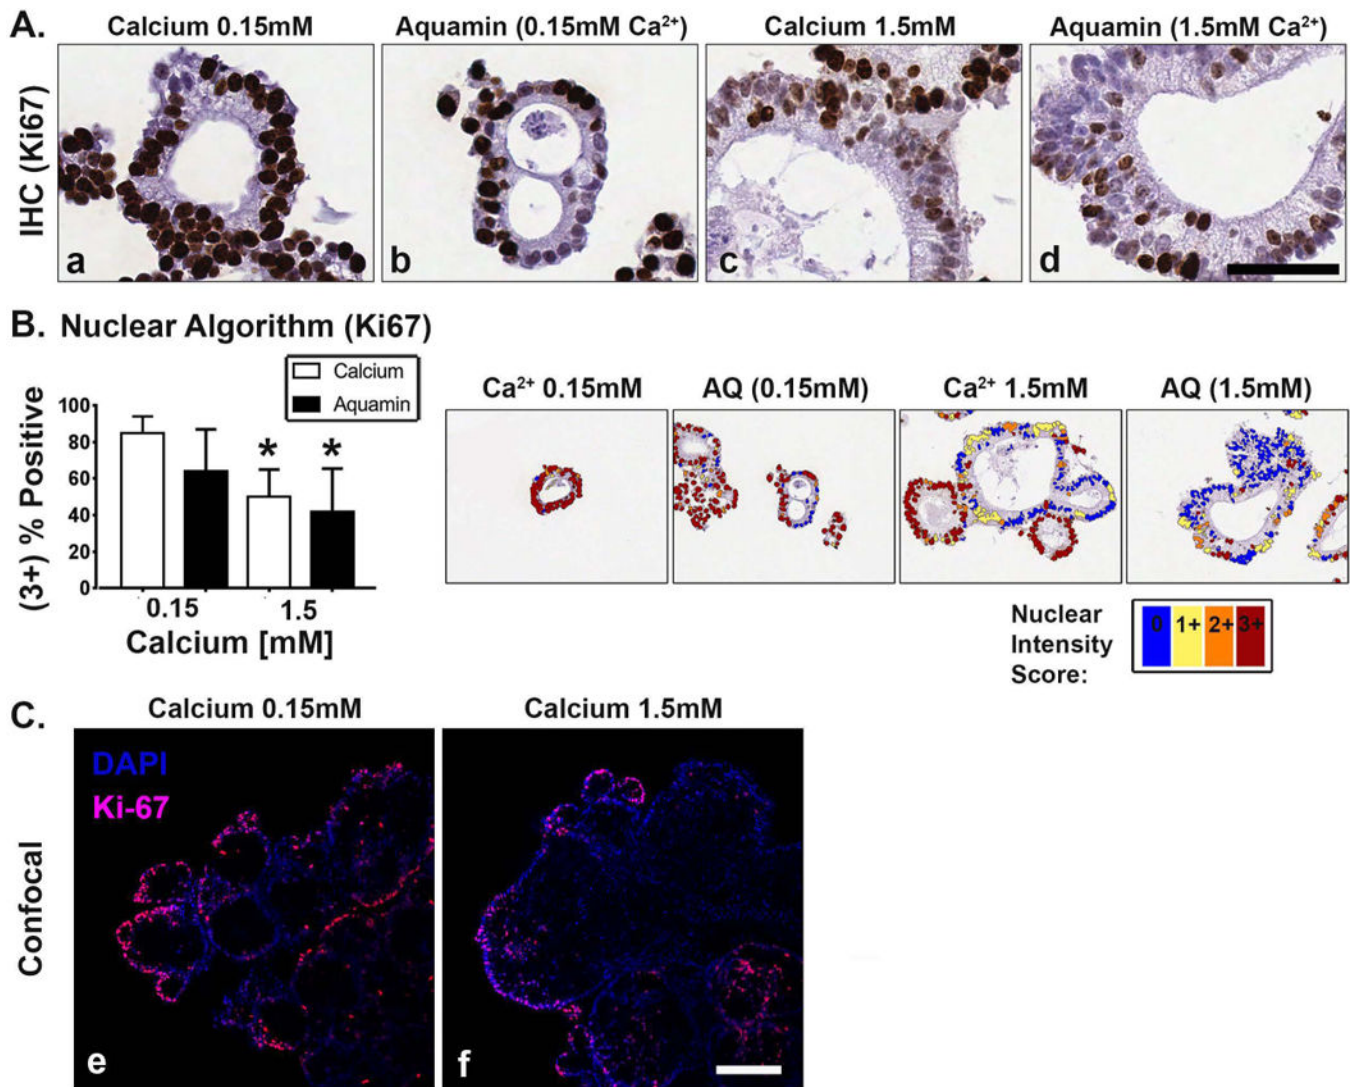 A.
Calcium 0.15mM
Aquamin (0.15mM Ca²⁺)
Calcium 1.5mM
Aquamin (1.5mM Ca²⁺)
IHC (Ki67)
a
b
c
d
B. Nuclear Algorithm (Ki67)
Calcium
Aquamin
(3+) % Positive
100
80
60
40
20
0
*
*
0.15
1.5
Calcium [mM]
Ca²⁺ 0.15mM
AQ (0.15mM)
Ca²⁺ 1.5mM
AQ (1.5mM)
Nuclear
Intensity
Score:
0 1+ 2+ 3+
C.
Calcium 0.15mM
Calcium 1.5mM
Confocal
DAPI
Ki-67
e
f